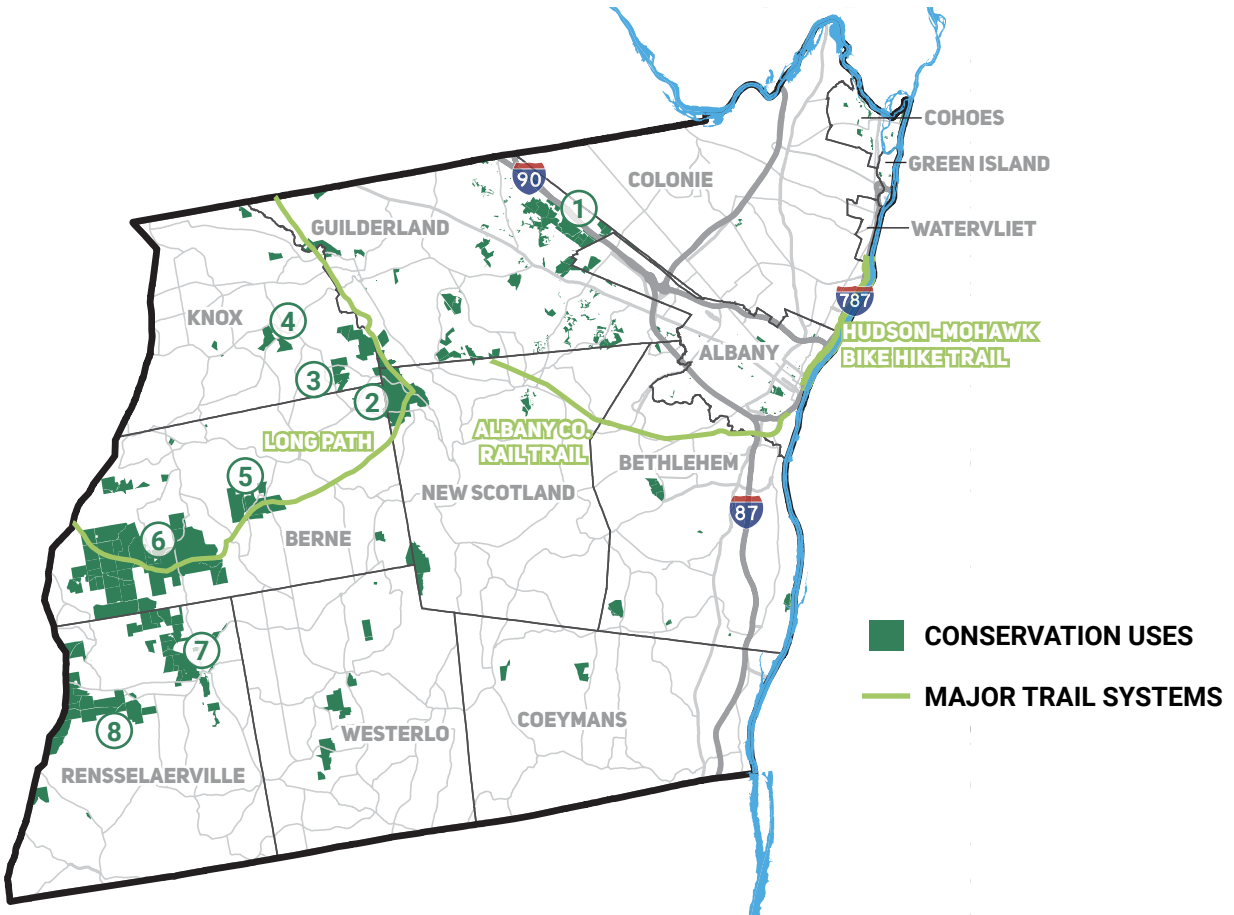 COHOES
GREEN ISLAND
90
COLONIE
1
GUILDERLAND
WATERVLIET
787
KNOX
4
HUDSON-MOHAWK
BIKE HIKE TRAIL
ALBANY
3
2
LONG PATH
ALBANY CO.
RAIL TRAIL
BETHLEHEM
5
NEW SCOTLAND
87
6
BERNE
CONSERVATION USES
7
MAJOR TRAIL SYSTEMS
8
COEYMANS
WESTERLO
RENSSELAERVILLE